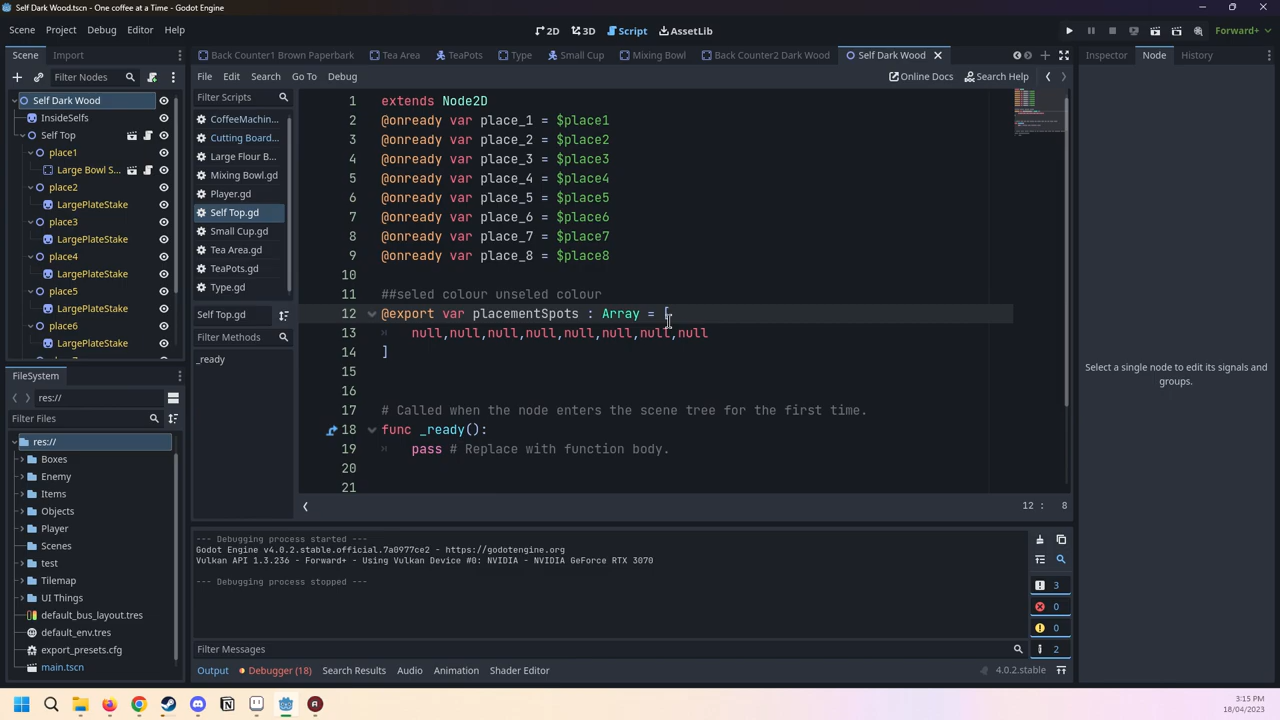 Self Dark Wood.tscn - One coffee at a Time - Godot Engine
Scene Project Debug Editor Help
2D 3D Script AssetLib
Forward+
Scene Import
Filter Nodes
Self Dark Wood
InsideSelfs
Self Top
place1
Large Bowl S...
place2
LargePlateStake
place3
LargePlateStake
place4
LargePlateStake
place5
LargePlateStake
place6
LargePlateStake
FileSystem
res://
Filter Files
res://
Boxes
Enemy
Items
Objects
Player
Scenes
test
Tilemap
UI Things
default_bus_layout.tres
default_env.tres
export_presets.cfg
main.tscn
Back Counter1 Brown Paperback Tea Area TeaPots Type Small Cup Mixing Bowl Back Counter2 Dark Wood Self Dark Wood
File Edit Search Go To Debug
Online Docs Search Help
Filter Scripts
CoffeeMachin...
Cutting Board...
Large Flour B...
Mixing Bowl.gd
Player.gd
Self Top.gd
Small Cup.gd
Tea Area.gd
TeaPots.gd
Type.gd
Self Top.gd
Filter Methods
_ready
1 extends Node2D
2 @onready var place_1 = $place1
3 @onready var place_2 = $place2
4 @onready var place_3 = $place3
5 @onready var place_4 = $place4
6 @onready var place_5 = $place5
7 @onready var place_6 = $place6
8 @onready var place_7 = $place7
9 @onready var place_8 = $place8
10
11 ##seled colour unseled colour
12 @export var placementSpots : Array = [
13 null,null,null,null,null,null,null,null
14 ]
15
16
17 # Called when the node enters the scene tree for the first time.
18 func _ready():
19 pass # Replace with function body.
20
21
12 : 8
--- Debugging process started ---
Godot Engine v4.0.2.stable.official.7a0977ce2 - https://godotengine.org
Vulkan API 1.3.236 - Forward+ - Using Vulkan Device #0: NVIDIA - NVIDIA GeForce RTX 3070
--- Debugging process stopped ---
3
0
0
2
Filter Messages
Output Debugger (18) Search Results Audio Animation Shader Editor
4.0.2.stable
Inspector Node History
Select a single node to edit its signals and
groups.
3:15 PM
18/04/2023